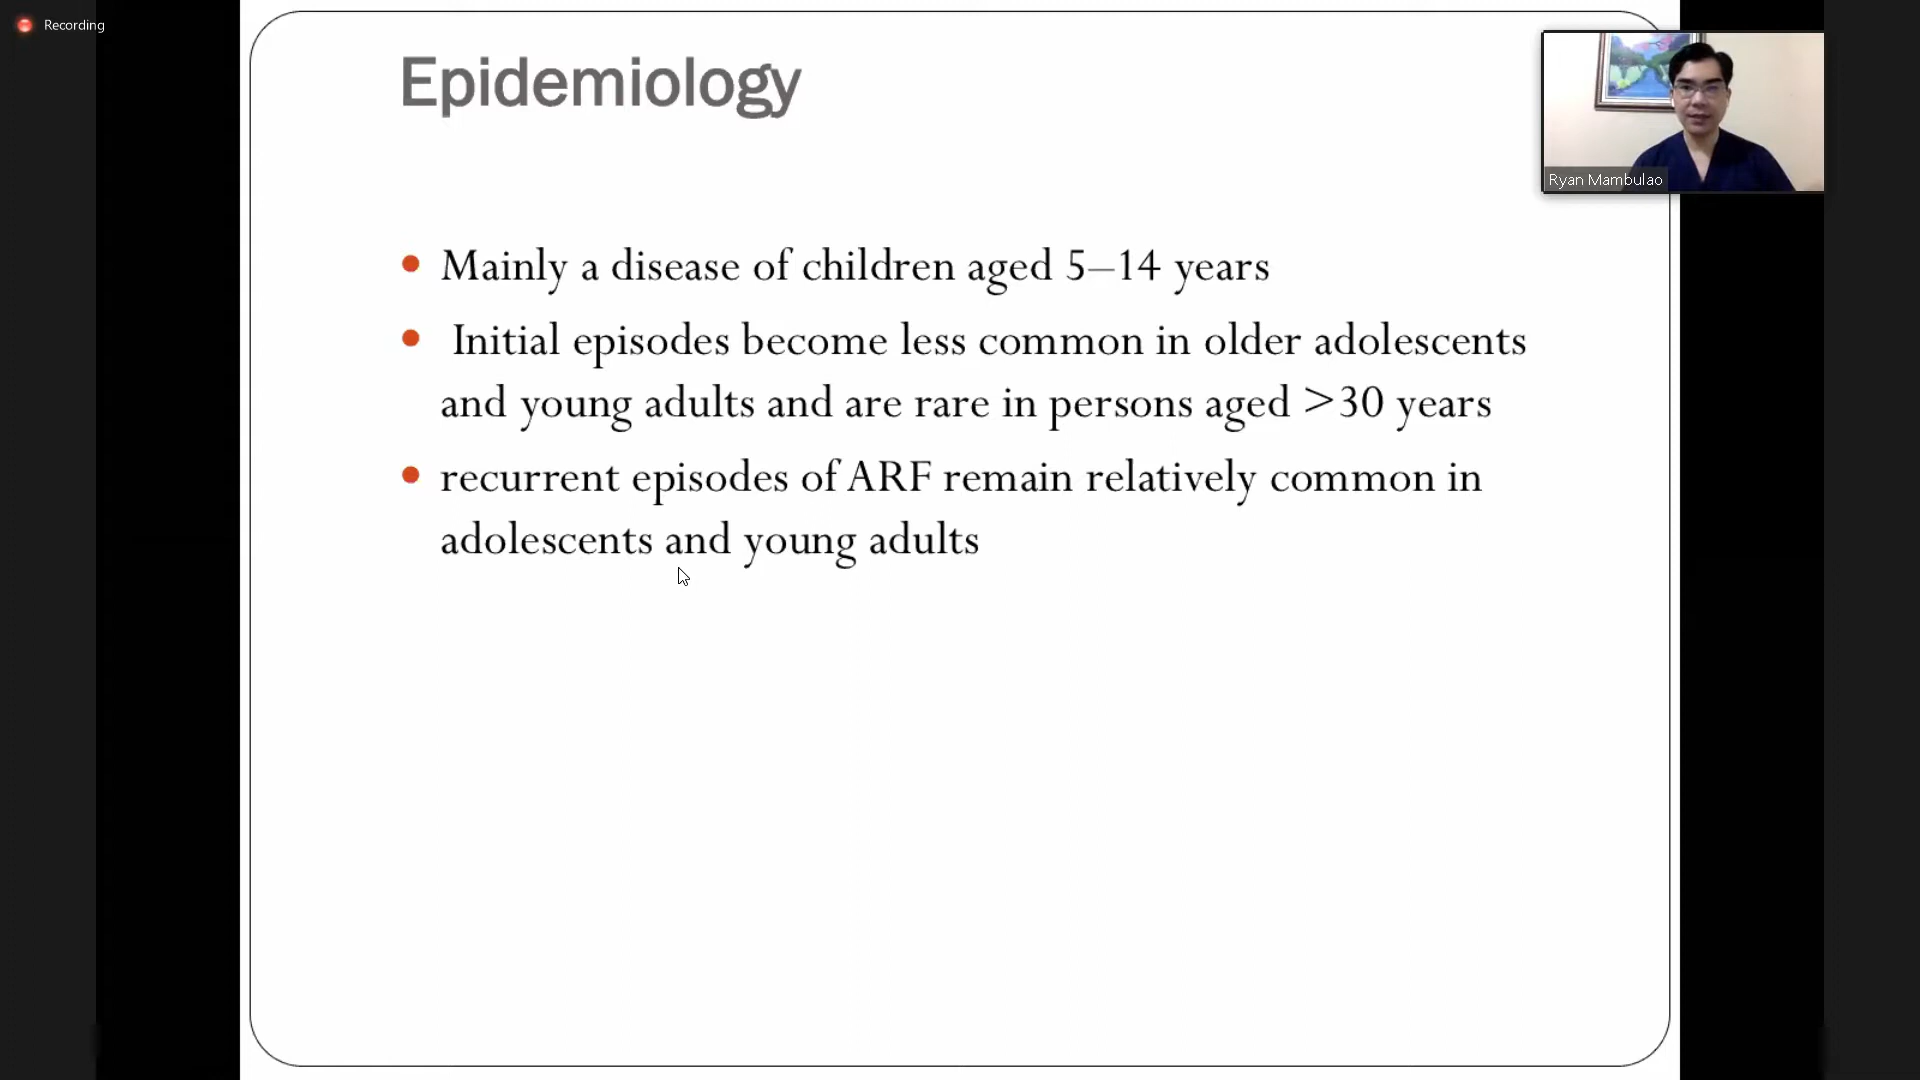 Recording
Epidemiology
Ryan Mambulao
• Mainly a disease of children aged 5–14 years
• Initial episodes become less common in older adolescents
and young adults and are rare in persons aged >30 years
• recurrent episodes of ARF remain relatively common in
adolescents and young adults